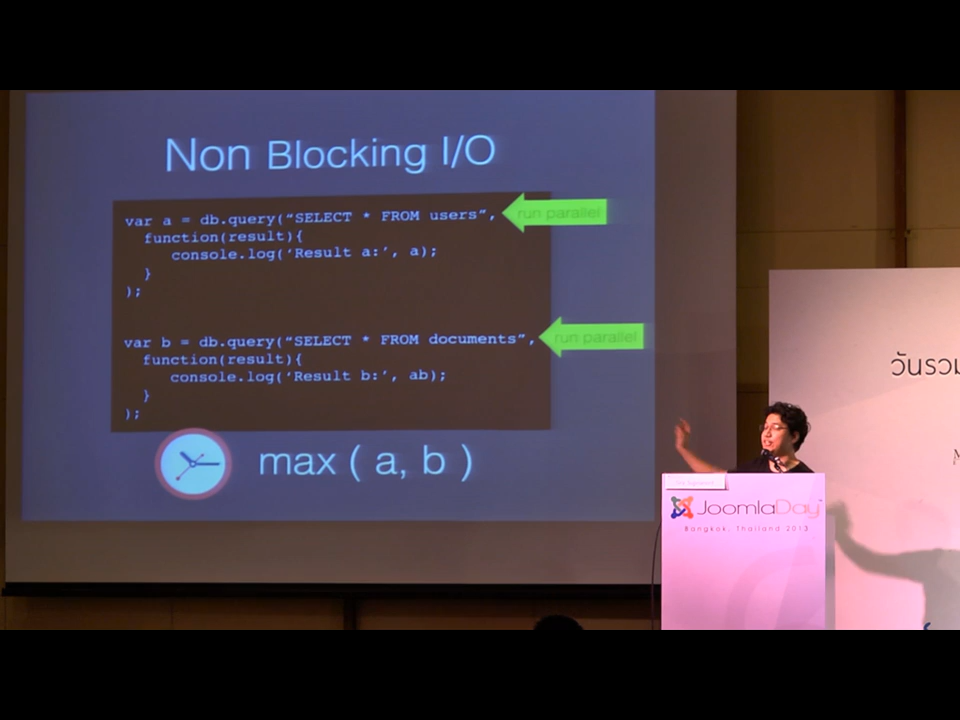 Non Blocking I/O
var a = db.query(“SELECT * FROM users”,
run parallel
function(result){
console.log(‘Result a:’, a);
}
);
var b = db.query(“SELECT * FROM documents”,
run parallel
function(result){
console.log(‘Result b:’, ab);
}
);
max ( a, b )
วันรวม
JoomlaDay
Bangkok, Thailand 2013